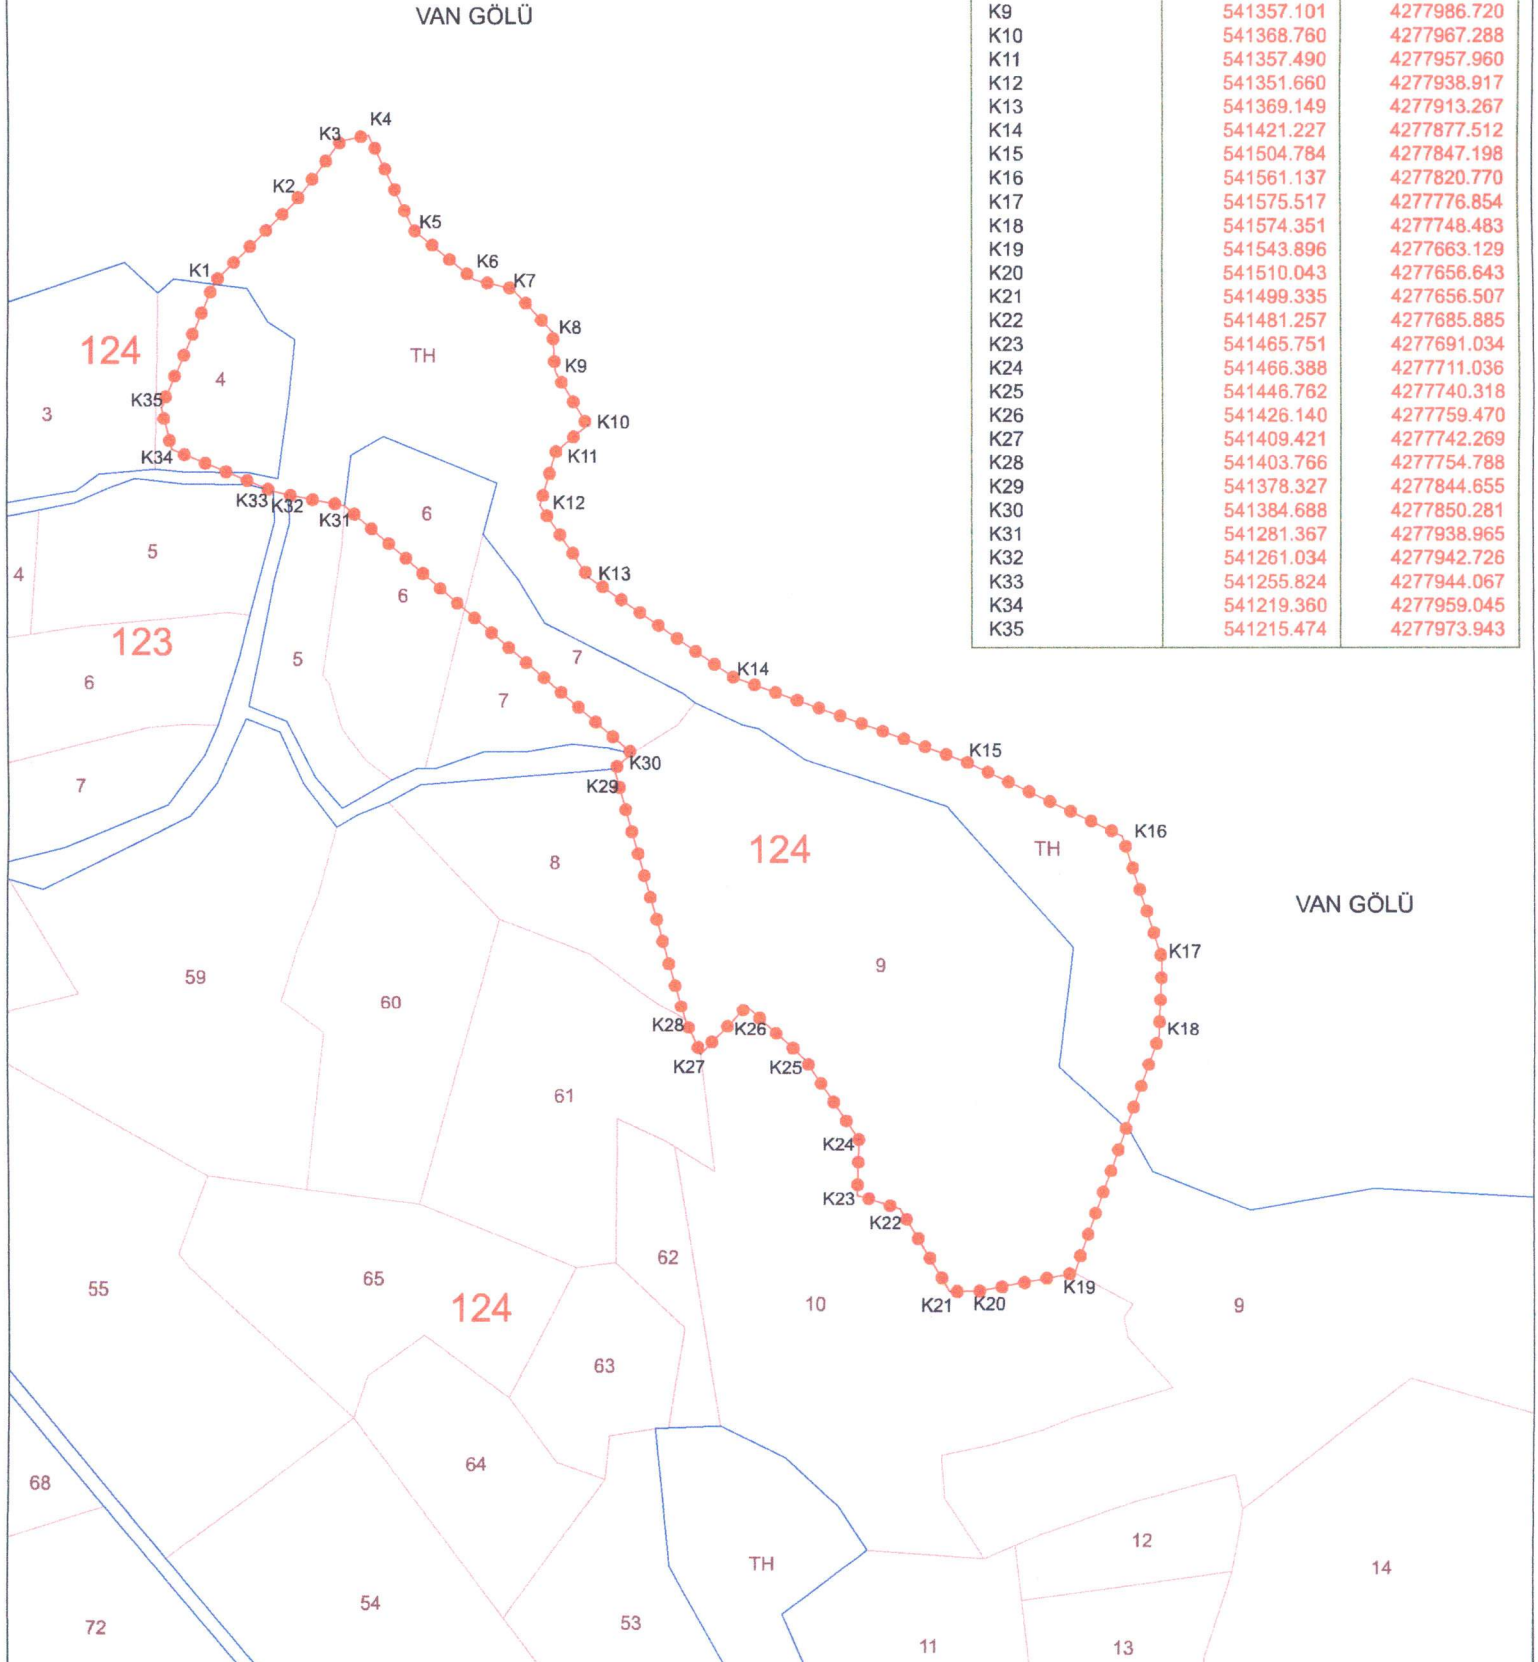 VAN GÖLÜ
K9 541357.101 4277986.720
K10 541368.760 4277967.288
K11 541357.490 4277957.960
K12 541351.660 4277938.917
K13 541369.149 4277913.267
K14 541421.227 4277877.512
K15 541504.784 4277847.198
K16 541561.137 4277820.770
K17 541575.517 4277776.854
K18 541574.351 4277748.483
K19 541543.896 4277663.129
K20 541510.043 4277656.643
K21 541499.335 4277656.507
K22 541481.257 4277685.885
K23 541465.751 4277691.034
K24 541466.388 4277711.036
K25 541446.762 4277740.318
K26 541426.140 4277759.470
K27 541409.421 4277742.269
K28 541403.766 4277754.788
K29 541378.327 4277844.655
K30 541384.688 4277850.281
K31 541281.367 4277938.965
K32 541261.034 4277942.726
K33 541255.824 4277944.067
K34 541219.360 4277959.045
K35 541215.474 4277973.943
K4
K3
K2
K5
K6
K1
K7
K8
124
TH
K9
4
K35
3
K10
K34
K11
K33
K32
K12
K31
6
5
4
K13
6
123
5
7
K14
6
7
K15
K30
7
K29
K16
8
124
TH
VAN GÖLÜ
K17
9
59
60
K28
K26
K18
K27
K25
61
K24
K23
K22
62
65
55
K19
124
10
K21
K20
9
63
64
68
12
TH
14
54
53
72
11
13